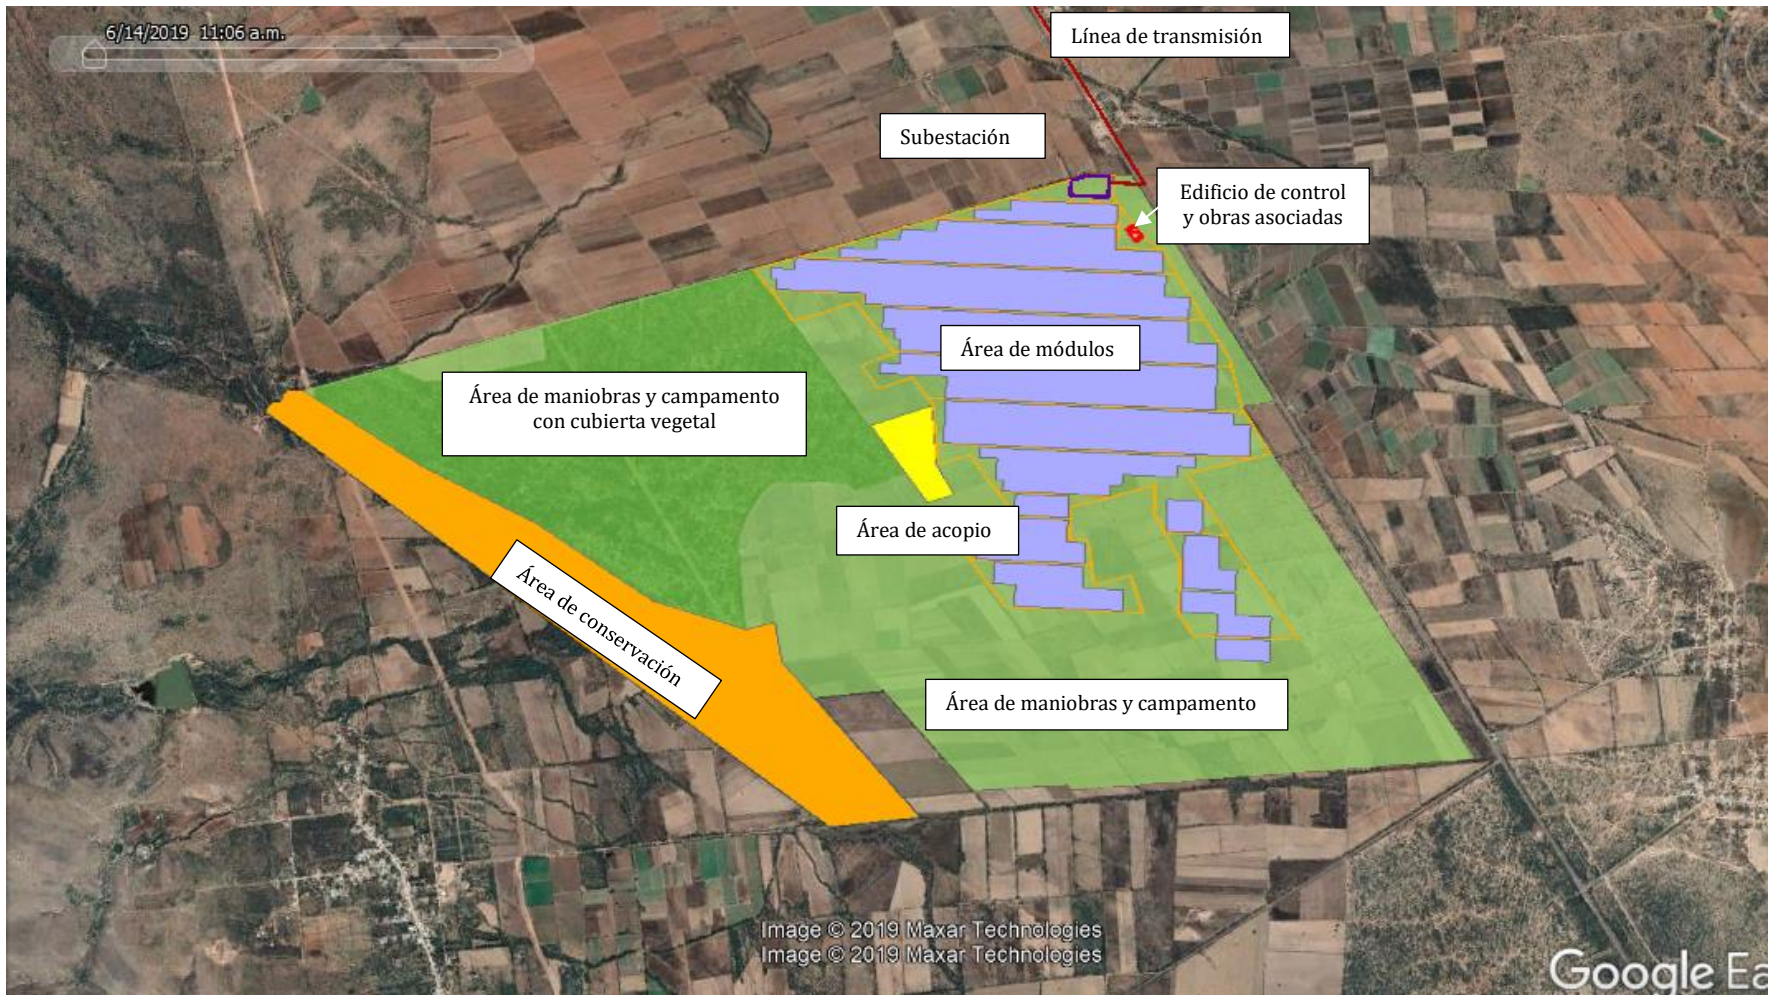 6/14/2019 11:06 a.m.
Línea de transmisión
Subestación
Edificio de control
y obras asociadas
Área de módulos
Área de maniobras y campamento
con cubierta vegetal
Área de acopio
Área de conservación
Área de maniobras y campamento
Image © 2019 Maxar Technologies
Image © 2019 Maxar Technologies
Google Ea